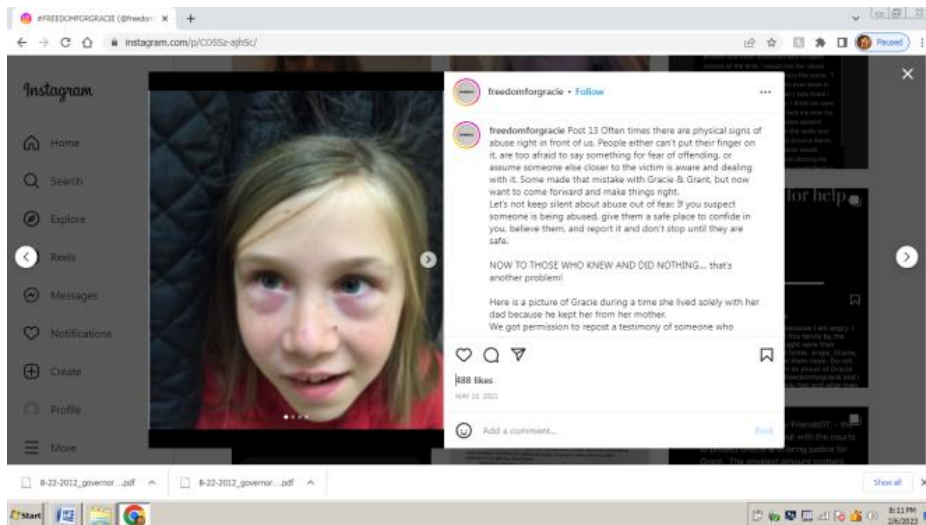 #FREEDOMFORGRACIE (@freedom
instagram.com/p/CO5Sz-ajhSc/
Paused
Instagram
Home
Search
Explore
Reels
Messages
Notifications
Create
Profile
More
freedomforgracie • Follow
freedomforgracie Post 13 Often times there are physical signs of
abuse right in front of us. People either can't put their finger on
it, are too afraid to say something for fear of offending, or
assume someone else closer to the victim is aware and dealing
with it. Some made that mistake with Gracie & Grant, but now
want to come forward and make things right.
Let's not keep silent about abuse out of fear. If you suspect
someone is being abused, give them a safe place to confide in
you, believe them, and report it and don't stop until they are
safe.
NOW TO THOSE WHO KNEW AND DID NOTHING.... that's
another problem!
Here is a picture of Gracie during a time she lived solely with her
dad because he kept her from her mother.
We got permission to repost a testimony of someone who
488 likes
MAY 15, 2021
Add a comment...
Post
for help
8-22-2012_governor....pdf
8-22-2012_governor....pdf
Show all
Start
8:11 PM
2/6/2023